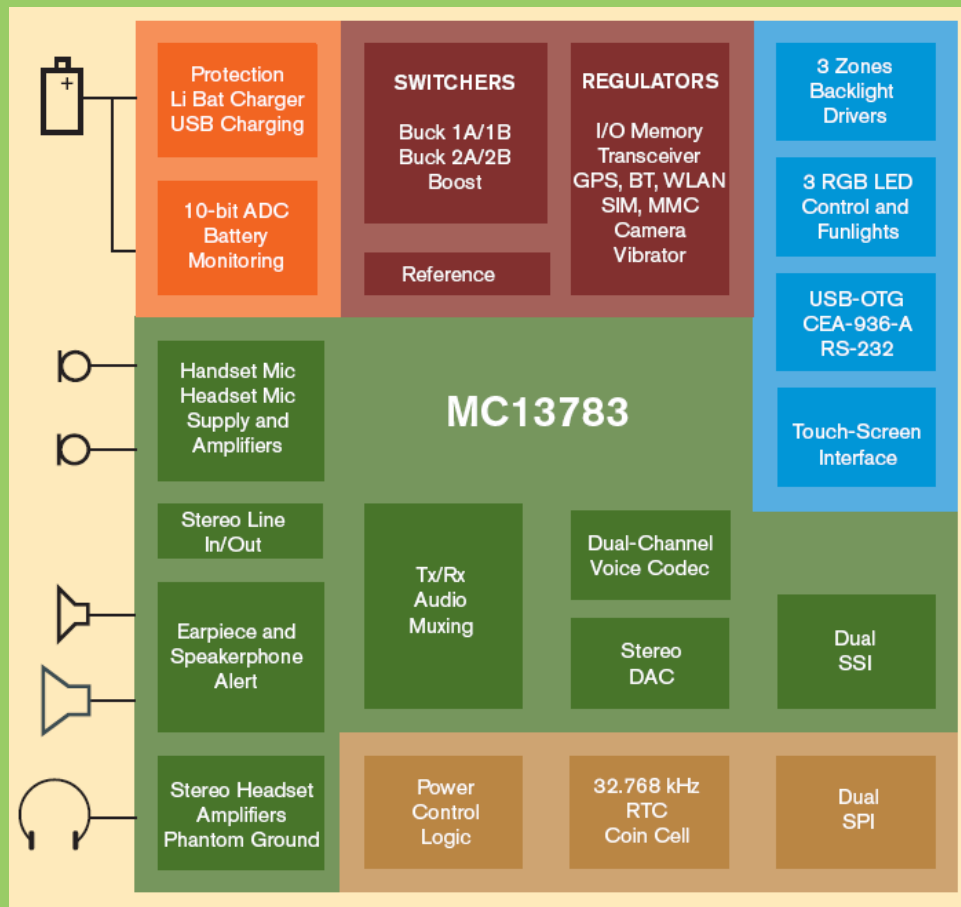 +
Protection
Li Bat Charger
USB Charging
10-bit ADC
Battery
Monitoring
SWITCHERS
Buck 1A/1B
Buck 2A/2B
Boost
Reference
REGULATORS
I/O Memory
Transceiver
GPS, BT, WLAN
SIM, MMC
Camera
Vibrator
3 Zones
Backlight
Drivers
3 RGB LED
Control and
Funlights
USB-OTG
CEA-936-A
RS-232
Touch-Screen
Interface
MC13783
Handset Mic
Headset Mic
Supply and
Amplifiers
Stereo Line
In/Out
Earpiece and
Speakerphone
Alert
Stereo Headset
Amplifiers
Phantom Ground
Tx/Rx
Audio
Muxing
Dual-Channel
Voice Codec
Stereo
DAC
Dual
SSI
Power
Control
Logic
32.768 kHz
RTC
Coin Cell
Dual
SPI